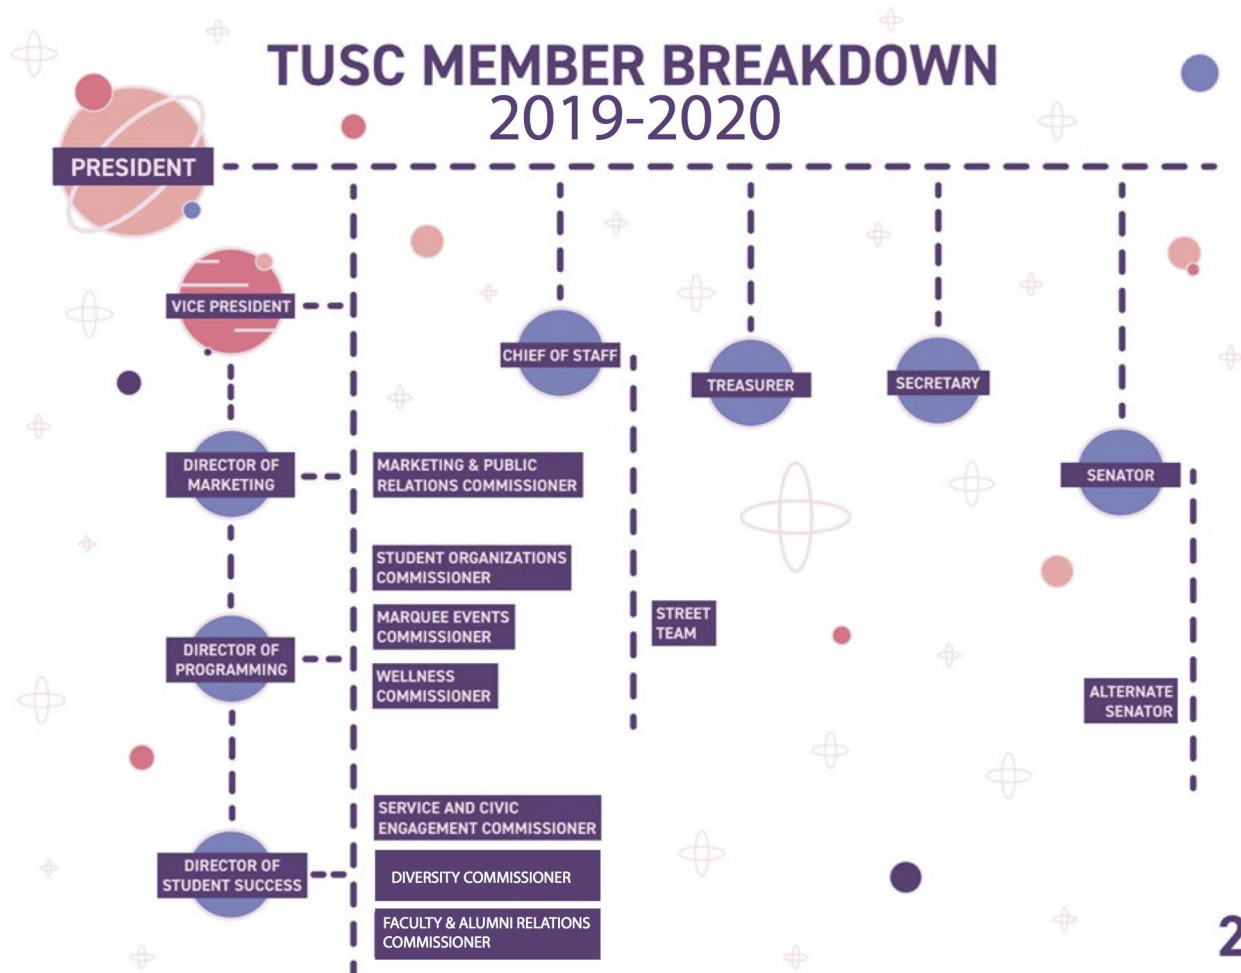 TUSC MEMBER BREAKDOWN
2019-2020
PRESIDENT
VICE PRESIDENT
CHIEF OF STAFF
TREASURER
SECRETARY
DIRECTOR OF
MARKETING
MARKETING & PUBLIC
RELATIONS COMMISSIONER
SENATOR
STUDENT ORGANIZATIONS
COMMISSIONER
MARQUEE EVENTS
COMMISSIONER
WELLNESS
COMMISSIONER
DIRECTOR OF
PROGRAMMING
STREET
TEAM
ALTERNATE
SENATOR
SERVICE AND CIVIC
ENGAGEMENT COMMISSIONER
DIRECTOR OF
STUDENT SUCCESS
DIVERSITY COMMISSIONER
FACULTY & ALUMNI RELATIONS
COMMISSIONER
2